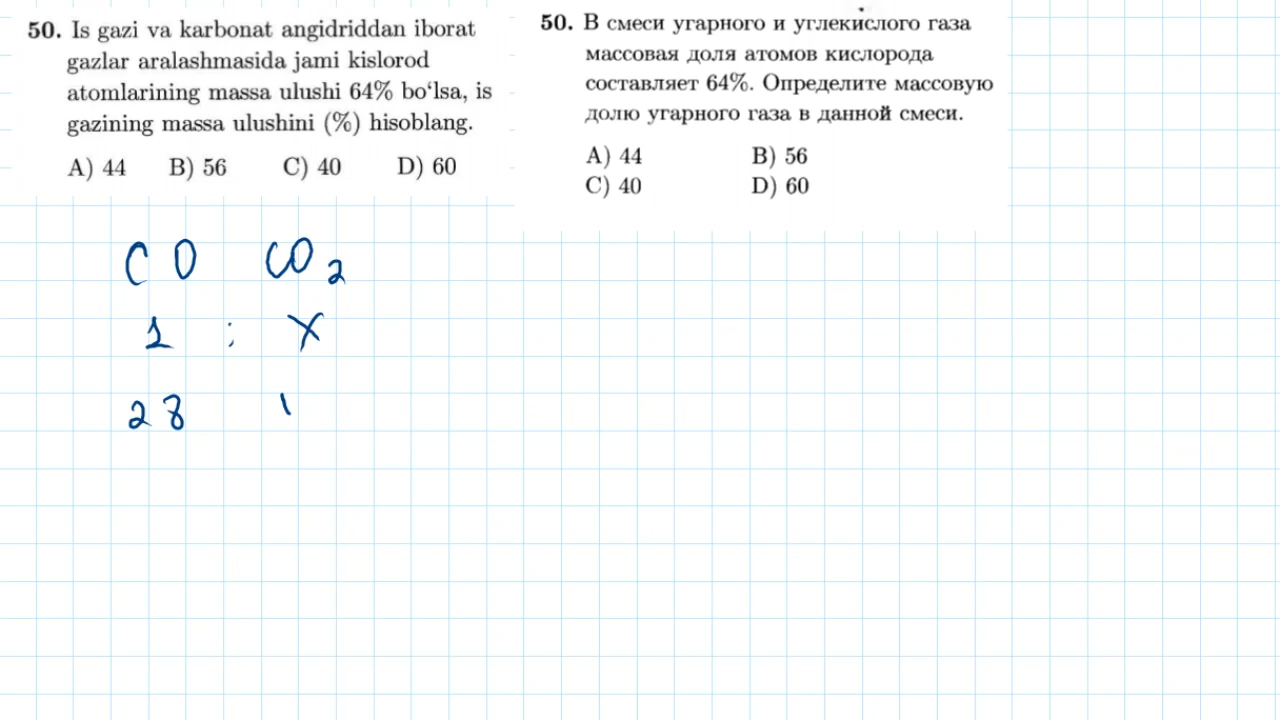 50. Is gazi va karbonat angidriddan iborat
gazlar aralashmasida jami kislorod
atomlarining massa ulushi 64% bo‘lsa, is
gazining massa ulushini (%) hisoblang.
A) 44 B) 56 C) 40 D) 60
50. В смеси угарного и углекислого газа
массовая доля атомов кислорода
составляет 64%. Определите массовую
долю угарного газа в данной смеси.
A) 44 B) 56
C) 40 D) 60
CO CO₂
1 : X
28